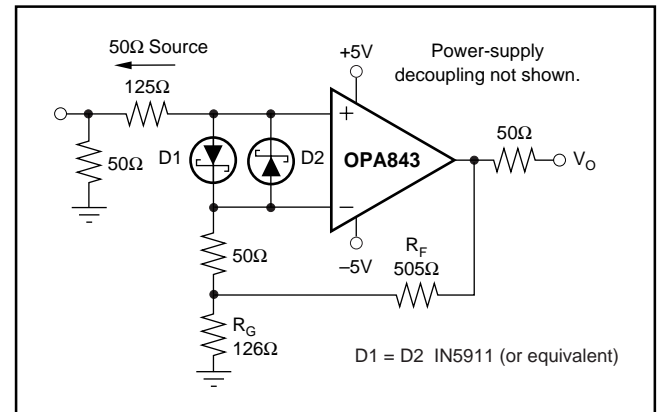 50Ω Source
+5V
Power-supply
decoupling not shown.
125Ω
50Ω
D1
D2
+
OPA843
−
50Ω
VO
–5V
RF
505Ω
50Ω
RG
126Ω
D1 = D2 IN5911 (or equivalent)